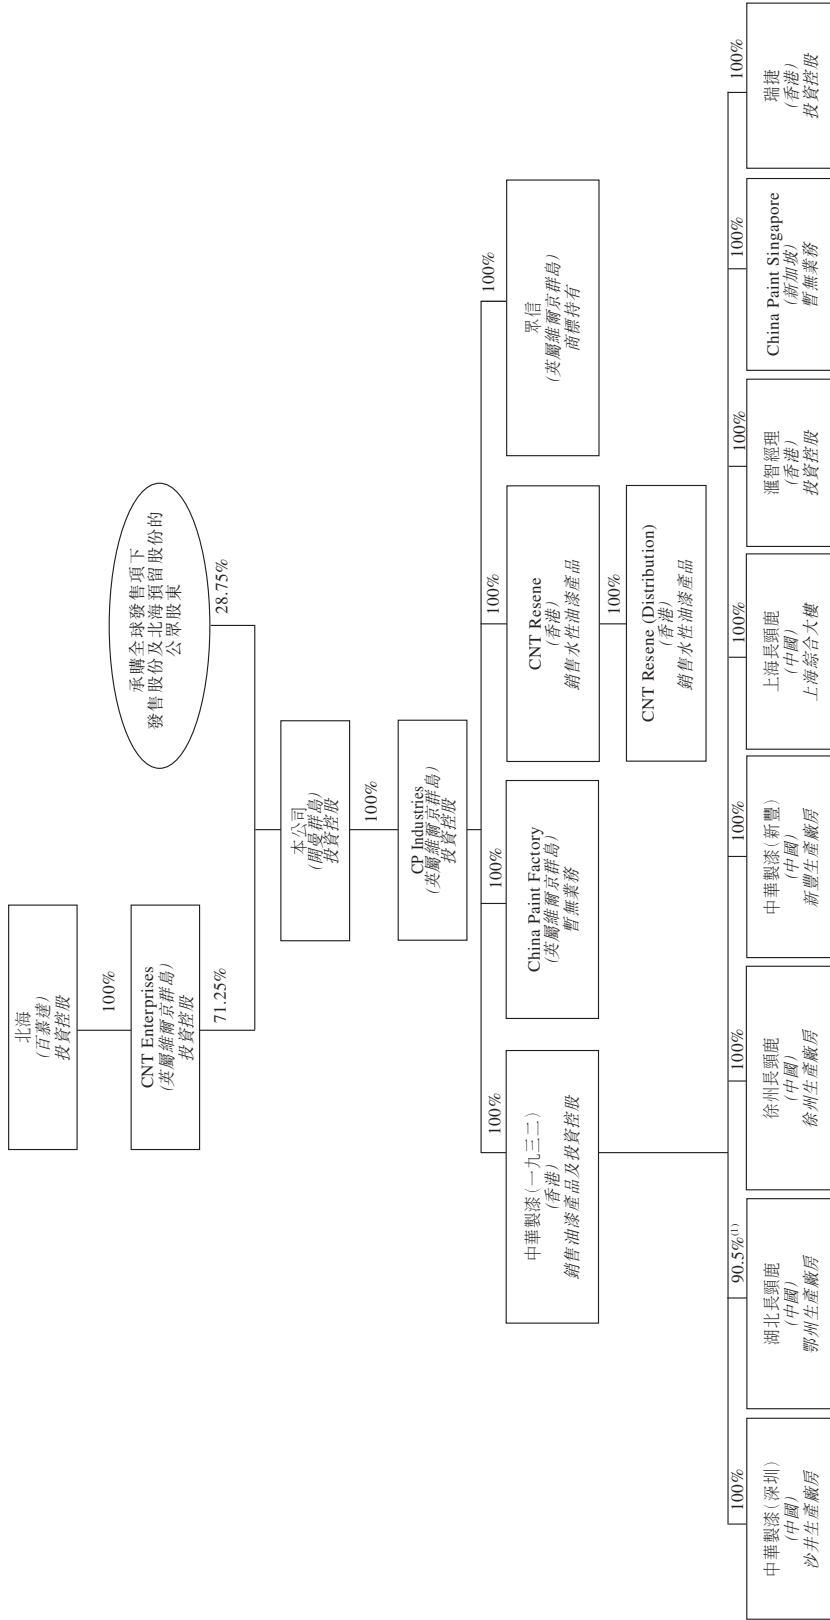 北海
(百慕達)
投資控股
100%
CNT Enterprises
(英屬維爾京群島)
投資控股
71.25%
承購全球發售項下
發售股份及北海預留股份的
公眾股東
28.75%
本公司
(開曼群島)
投資控股
100%
CP Industries
(英屬維爾京群島)
投資控股
100%
中華製漆(一九三二)
(香港)
銷售油漆產品及投資控股
100%
China Paint Factory
(英屬維爾京群島)
暫無業務
100%
CNT Resene
(香港)
銷售水性油漆產品
100%
眾信
(英屬維爾京群島)
商標持有
100%
CNT Resene (Distribution)
(香港)
銷售水性油漆產品
100%
中華製漆(深圳)
(中國)
沙井生產廠房
90.5%(1)
湖北長頸鹿
(中國)
鄂州生產廠房
100%
徐州長頸鹿
(中國)
徐州生產廠房
100%
中華製漆(新豐)
(中國)
新豐生產廠房
100%
上海長頸鹿
(中國)
上海綜合大樓
100%
滙智經理
(香港)
投資控股
100%
China Paint Singapore
(新加坡)
暫無業務
100%
瑞捷
(香港)
投資控股